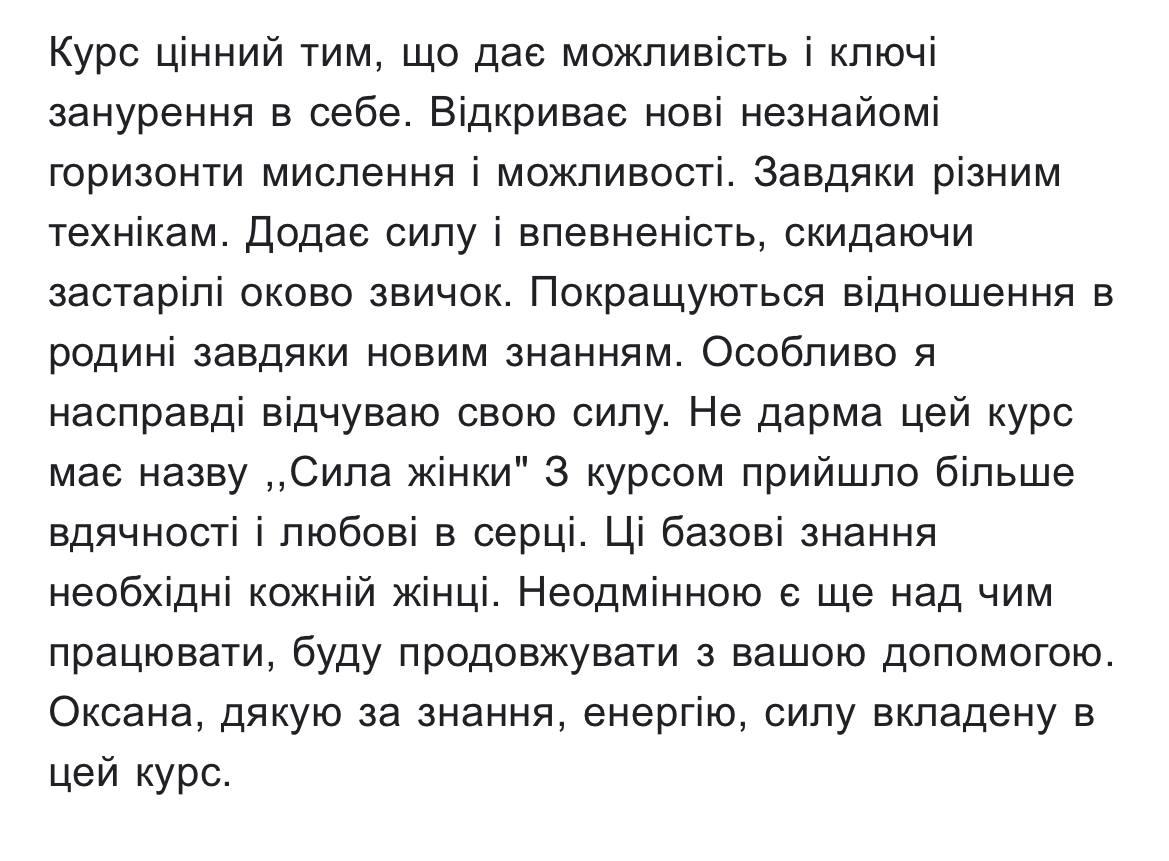 Курс цінний тим, що дає можливість і ключі
занурення в себе. Відкриває нові незнайомі
горизонти мислення і можливості. Завдяки різним
технікам. Додає силу і впевненість, скидаючи
застарілі оково звичок. Покращуються відношення в
родині завдяки новим знанням. Особливо я
насправді відчуваю свою силу. Не дарма цей курс
має назву ,,Сила жінки" З курсом прийшло більше
вдячності і любові в серці. Ці базові знання
необхідні кожній жінці. Неодмінною є ще над чим
працювати, буду продовжувати з вашою допомогою.
Оксана, дякую за знання, енергію, силу вкладену в
цей курс.